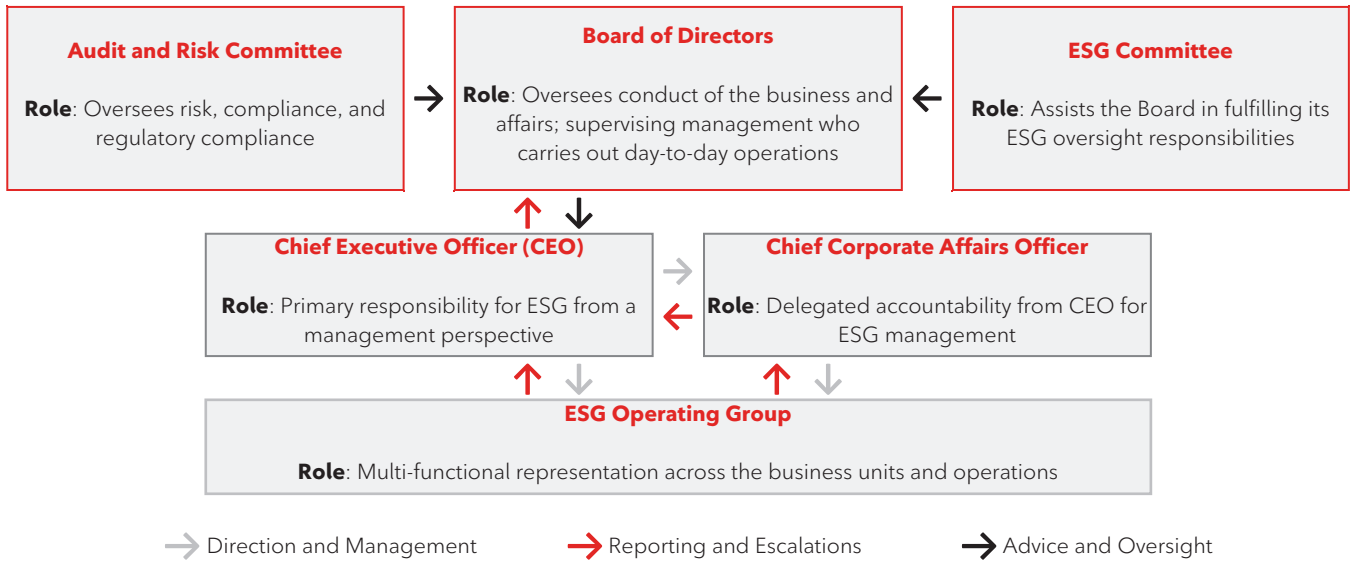 Audit and Risk Committee
Role: Oversees risk, compliance, and
regulatory compliance
Board of Directors
Role: Oversees conduct of the business and
affairs; supervising management who
carries out day-to-day operations
ESG Committee
Role: Assists the Board in fulfilling its
ESG oversight responsibilities
Chief Executive Officer (CEO)
Role: Primary responsibility for ESG from a
management perspective
Chief Corporate Affairs Officer
Role: Delegated accountability from CEO for
ESG management
ESG Operating Group
Role: Multi-functional representation across the business units and operations
Direction and Management
Reporting and Escalations
Advice and Oversight